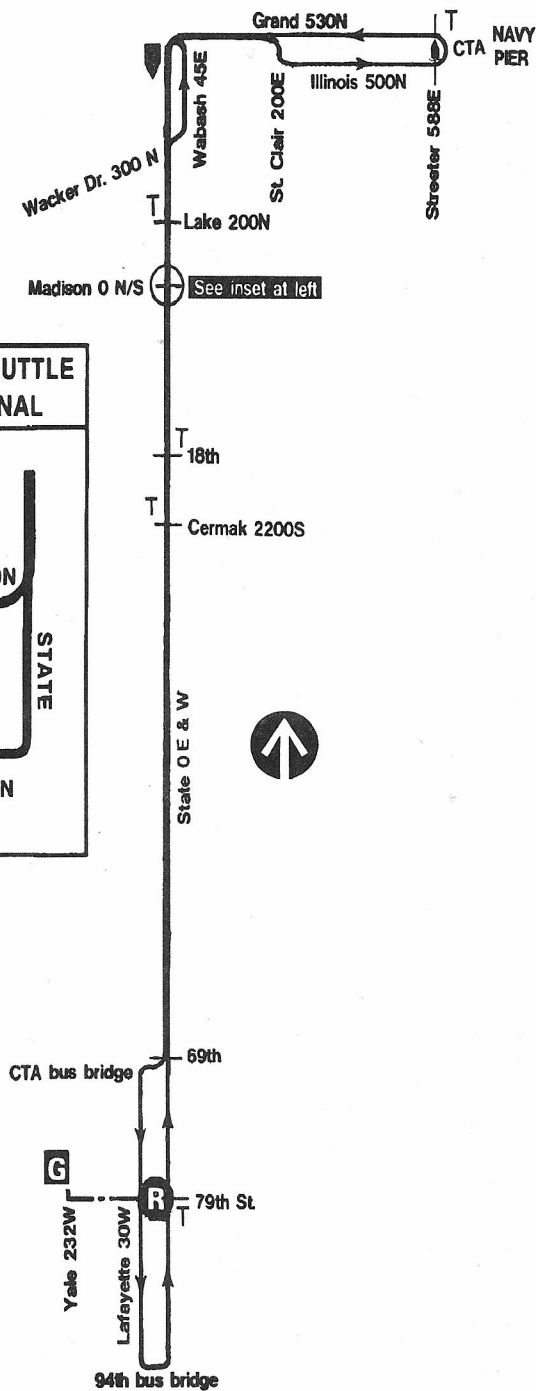 Grand 530N
T
CTA
NAVY
PIER
Illinois 500N
Wabash 45E
St. Clair 200E
Streeter 588E
Wacker Dr. 300 N
T
Lake 200N
Madison 0 N/S
See inset at left
UTTLE
NAL
T
18th
T
Cermak 2200S
N
STATE
N
State 0 E & W
69th
CTA bus bridge
G
R
79th St.
T
Yale 232W
Lafayette 30W
94th bus bridge